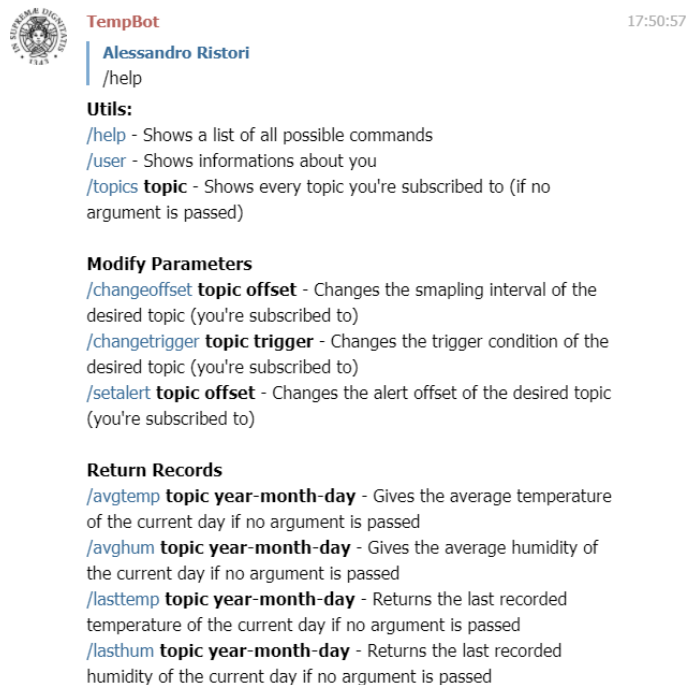 TempBot 17:50:57
Alessandro Ristori
/help
Utils:
/help - Shows a list of all possible commands
/user - Shows informations about you
/topics topic - Shows every topic you're subscribed to (if no
argument is passed)
Modify Parameters
/changeoffset topic offset - Changes the smapling interval of the
desired topic (you're subscribed to)
/changetrigger topic trigger - Changes the trigger condition of the
desired topic (you're subscribed to)
/setalert topic offset - Changes the alert offset of the desired topic
(you're subscribed to)
Return Records
/avgtemp topic year-month-day - Gives the average temperature
of the current day if no argument is passed
/avghum topic year-month-day - Gives the average humidity of
the current day if no argument is passed
/lasttemp topic year-month-day - Returns the last recorded
temperature of the current day if no argument is passed
/lasthum topic year-month-day - Returns the last recorded
humidity of the current day if no argument is passed